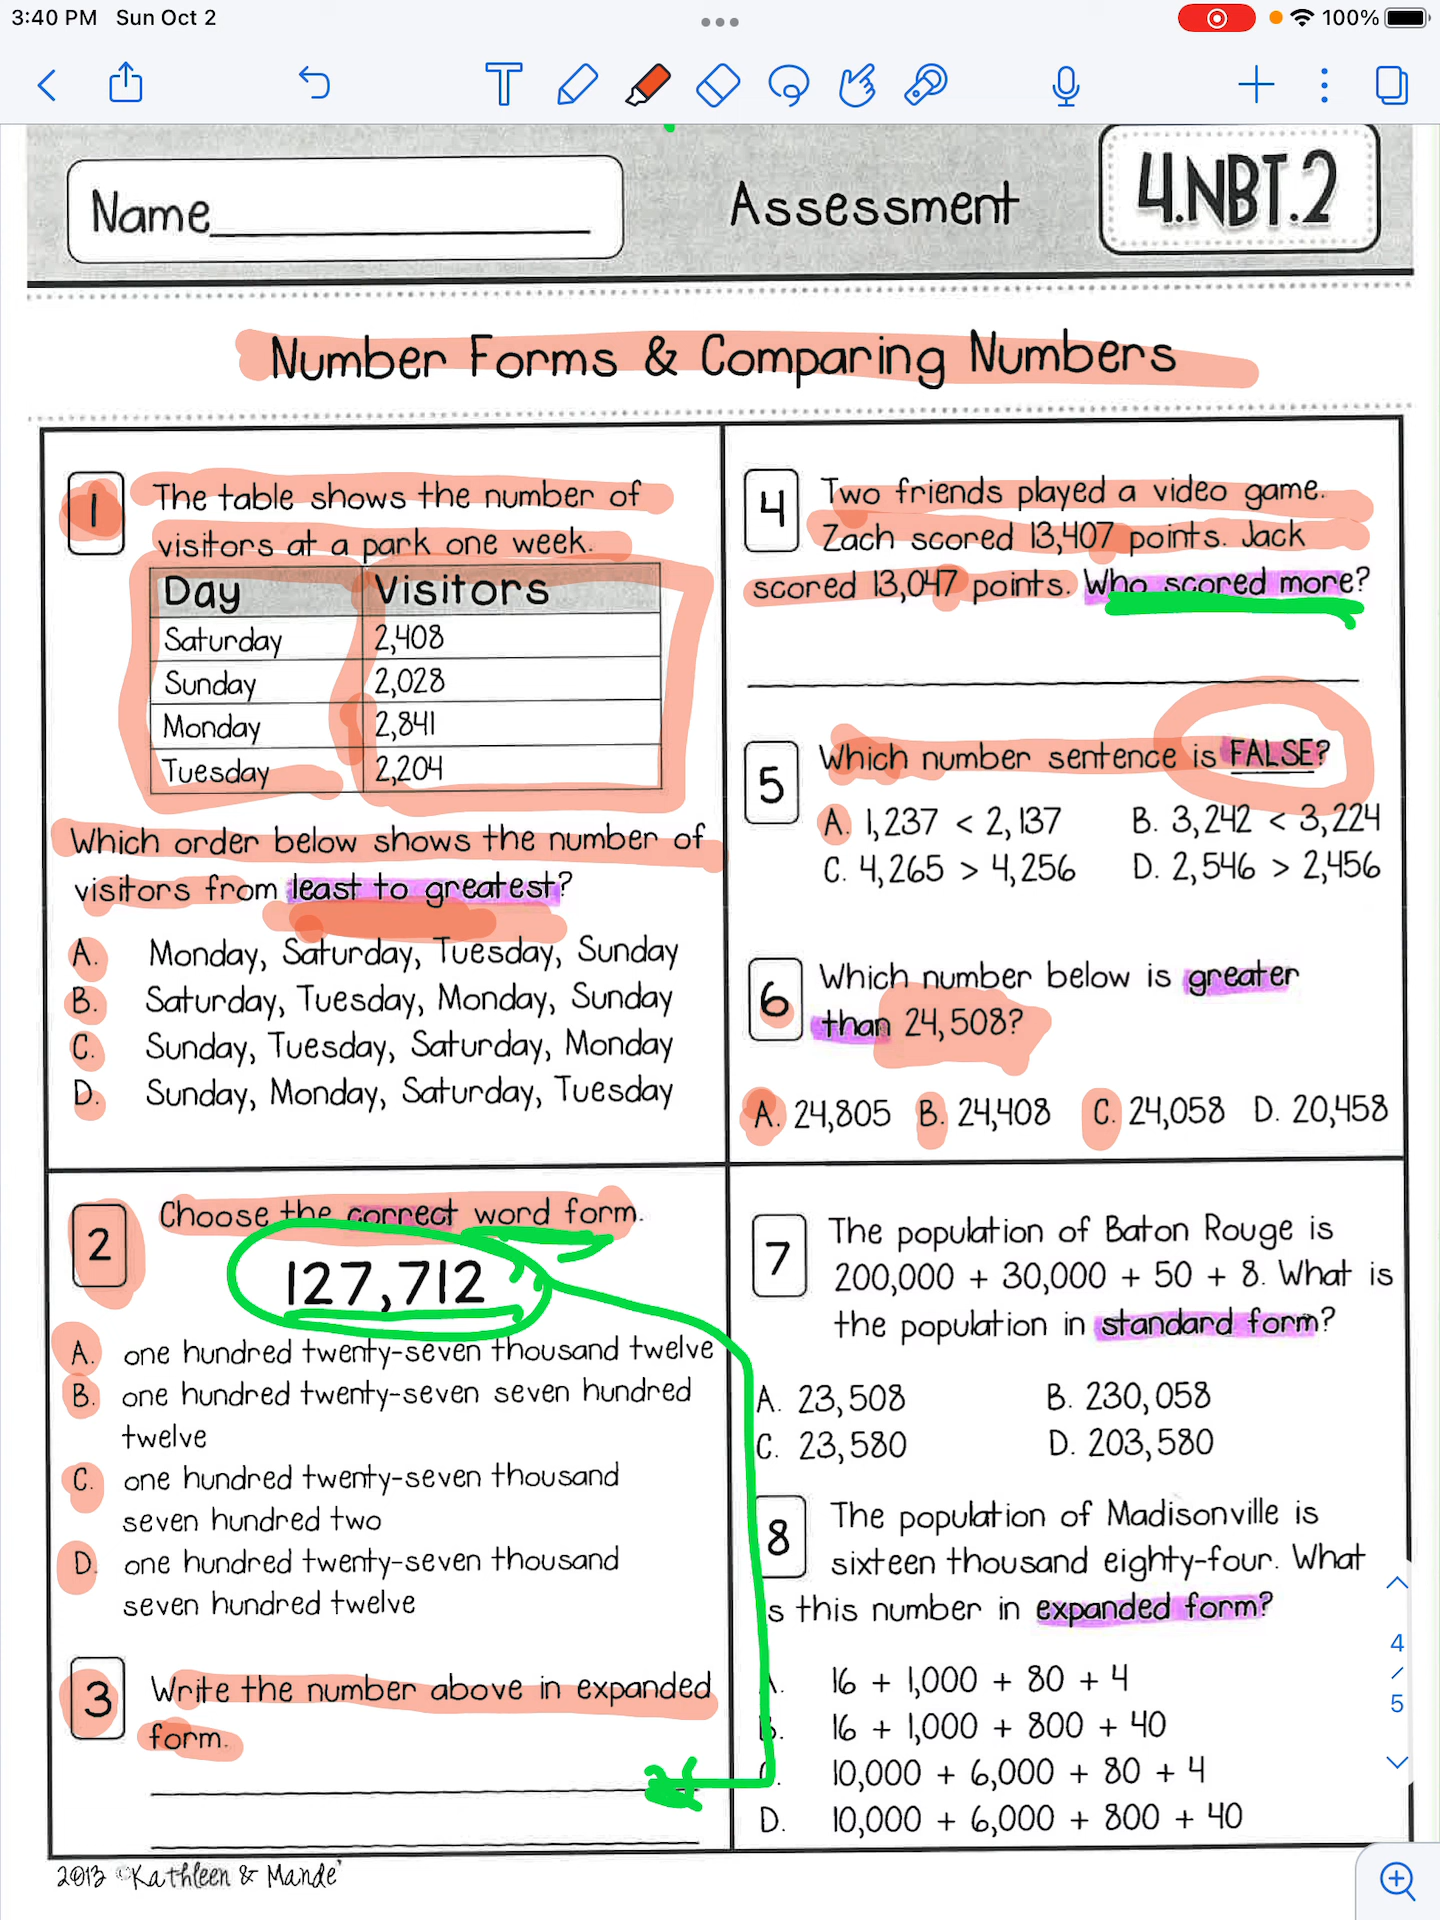 3:40 PM Sun Oct 2
100%
Name
Assessment
4.NBT.2
Number Forms & Comparing Numbers
1 The table shows the number of
visitors at a park one week.
Day Visitors
Saturday 2,408
Sunday 2,028
Monday 2,841
Tuesday 2,204
Which order below shows the number of
visitors from least to greatest?
A. Monday, Saturday, Tuesday, Sunday
B. Saturday, Tuesday, Monday, Sunday
C. Sunday, Tuesday, Saturday, Monday
D. Sunday, Monday, Saturday, Tuesday
2 Choose the correct word form.
127,712
A. one hundred twenty-seven thousand twelve
B. one hundred twenty-seven seven hundred
twelve
C. one hundred twenty-seven thousand
seven hundred two
D. one hundred twenty-seven thousand
seven hundred twelve
3 Write the number above in expanded
form.
4 Two friends played a video game.
Zach scored 13,407 points. Jack
scored 13,047 points. Who scored more?
5 Which number sentence is FALSE?
A. 1,237 < 2,137 B. 3,242 < 3,224
C. 4,265 > 4,256 D. 2,546 > 2,456
6 Which number below is greater
than 24,508?
A. 24,805 B. 24,408 C. 24,058 D. 20,458
7 The population of Baton Rouge is
200,000 + 30,000 + 50 + 8. What is
the population in standard form?
A. 23,508 B. 230,058
C. 23,580 D. 203,580
8 The population of Madisonville is
sixteen thousand eighty-four. What
is this number in expanded form?
A. 16 + 1,000 + 80 + 4
B. 16 + 1,000 + 800 + 40
C. 10,000 + 6,000 + 80 + 4
D. 10,000 + 6,000 + 800 + 40
4
/
5
2013 ©Kathleen & Mande'